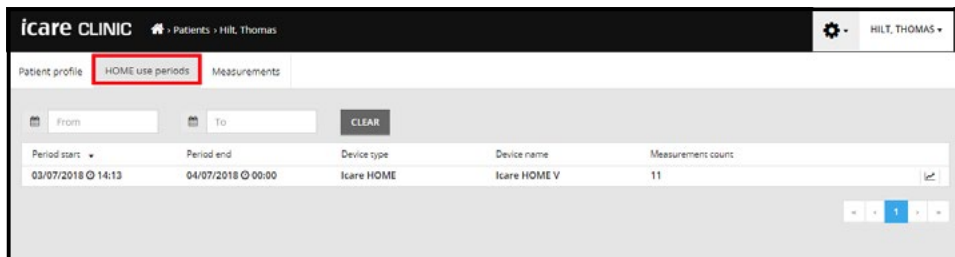 icare CLINIC › Patients › Hilt, Thomas HILT, THOMAS
Patient profile HOME use periods Measurements
From To CLEAR
Period start Period end Device type Device name Measurement count
03/07/2018 14:13 04/07/2018 00:00 Icare HOME Icare HOME V 11
« ‹ 1 › »